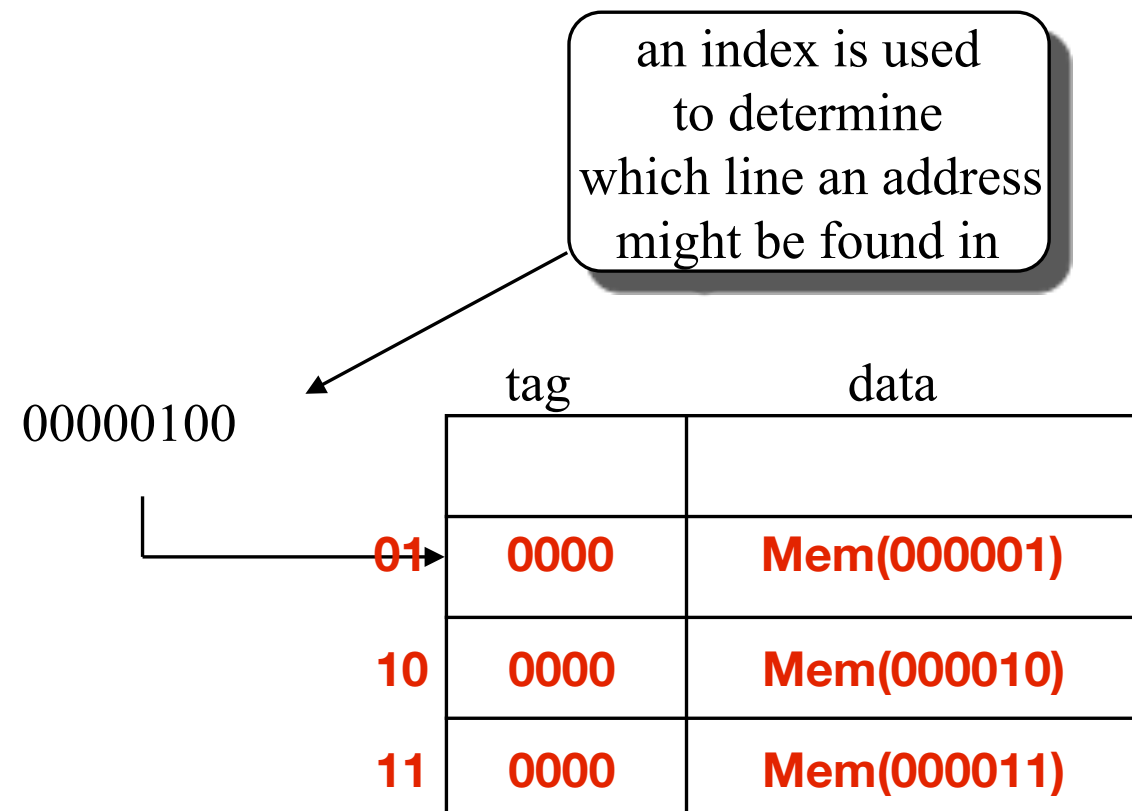 an index is used
to determine
which line an address
might be found in
tag data
00000100
01 0000 Mem(000001)
10 0000 Mem(000010)
11 0000 Mem(000011)